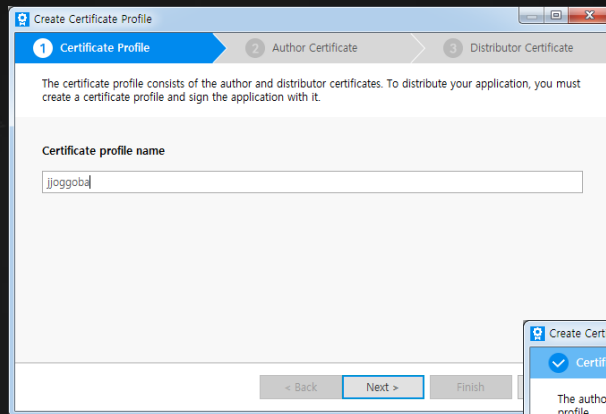 Create Certificate Profile
1 Certificate Profile
2 Author Certificate
3 Distributor Certificate
The certificate profile consists of the author and distributor certificates. To distribute your application, you must
create a certificate profile and sign the application with it.
Certificate profile name
jjoggoba
< Back
Next >
Finish
Create Cert
Certif
The autho
profile